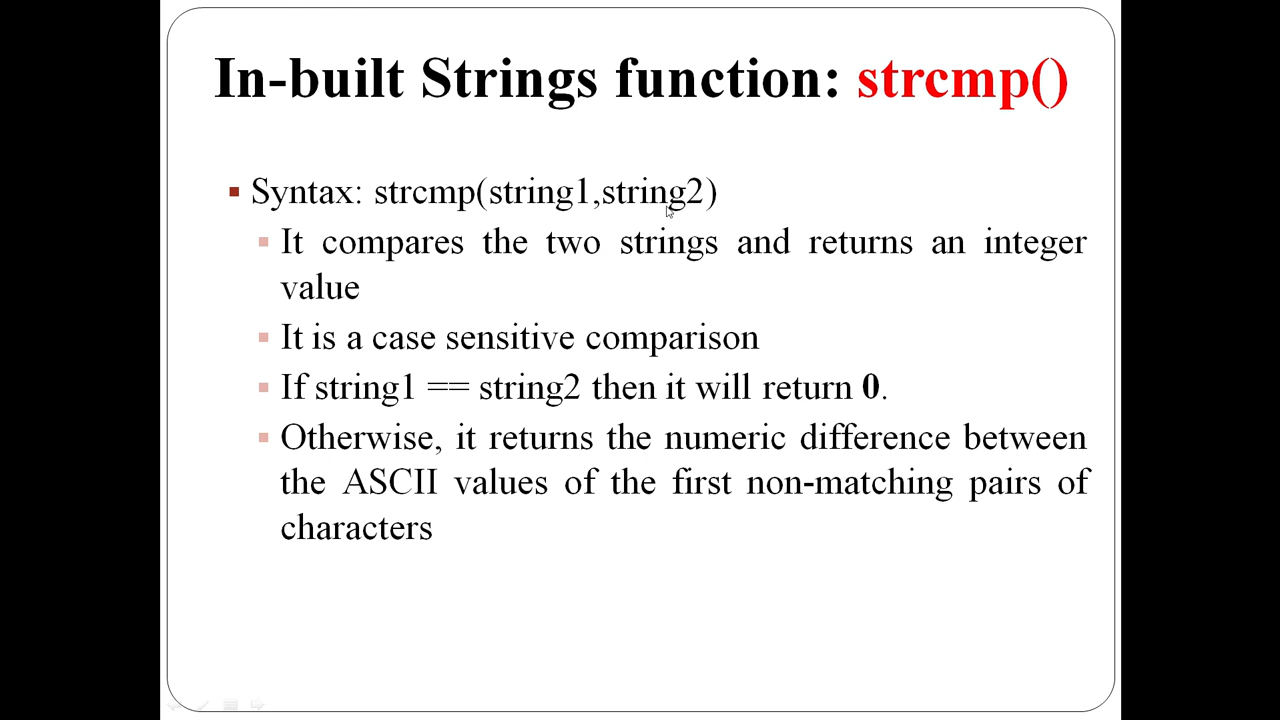 In-built Strings function: strcmp()
Syntax: strcmp(string1,string2)
It compares the two strings and returns an integer
value
It is a case sensitive comparison
If string1 == string2 then it will return 0.
Otherwise, it returns the numeric difference between
the ASCII values of the first non-matching pairs of
characters